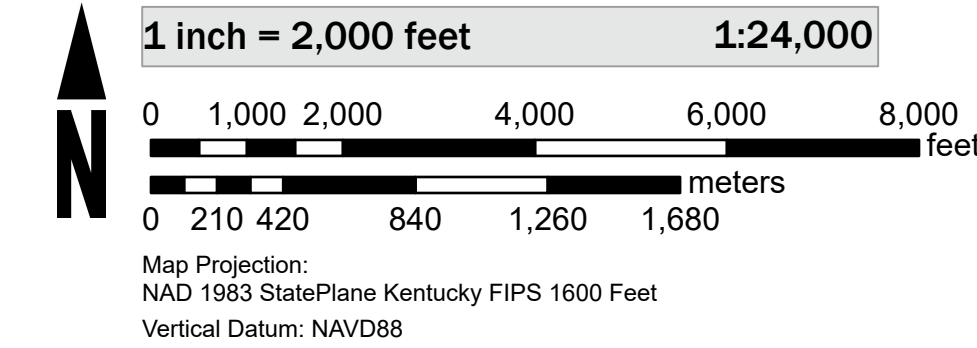 1 inch = 2,000 feet 1:24,000
0 1,000 2,000 4,000 6,000 8,000
feet
N
meters
0 210 420 840 1,260 1,680
Map Projection:
NAD 1983 StatePlane Kentucky FIPS 1600 Feet
Vertical Datum: NAVD88